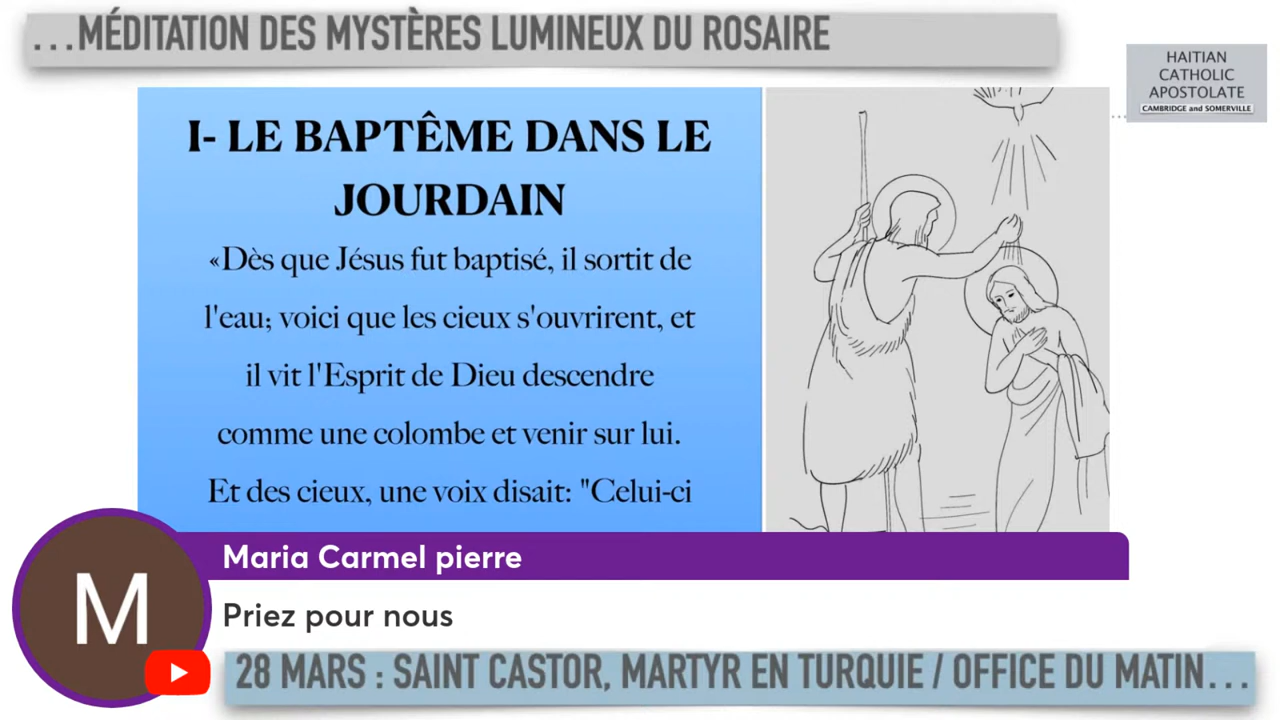 ...MÉDITATION DES MYSTÈRES LUMINEUX DU ROSAIRE
HAITIAN
CATHOLIC
APOSTOLATE
CAMBRIDGE and SOMERVILLE
I- LE BAPTÊME DANS LE
JOURDAIN
«Dès que Jésus fut baptisé, il sortit de
l'eau; voici que les cieux s'ouvrirent, et
il vit l'Esprit de Dieu descendre
comme une colombe et venir sur lui.
Et des cieux, une voix disait: "Celui-ci
M
Maria Carmel pierre
Priez pour nous
28 MARS : SAINT CASTOR, MARTYR EN TURQUIE / OFFICE DU MATIN...